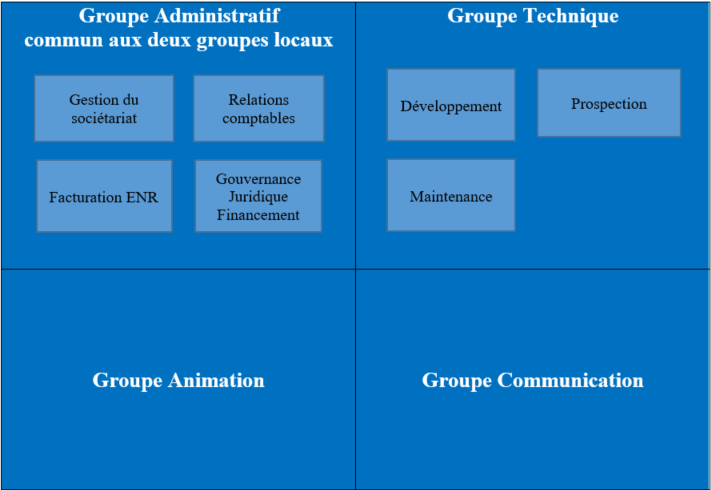 Groupe Administratif
commun aux deux groupes locaux
Gestion du
sociétariat
Relations
comptables
Facturation ENR
Gouvernance
Juridique
Financement
Groupe Technique
Développement
Prospection
Maintenance
Groupe Animation
Groupe Communication